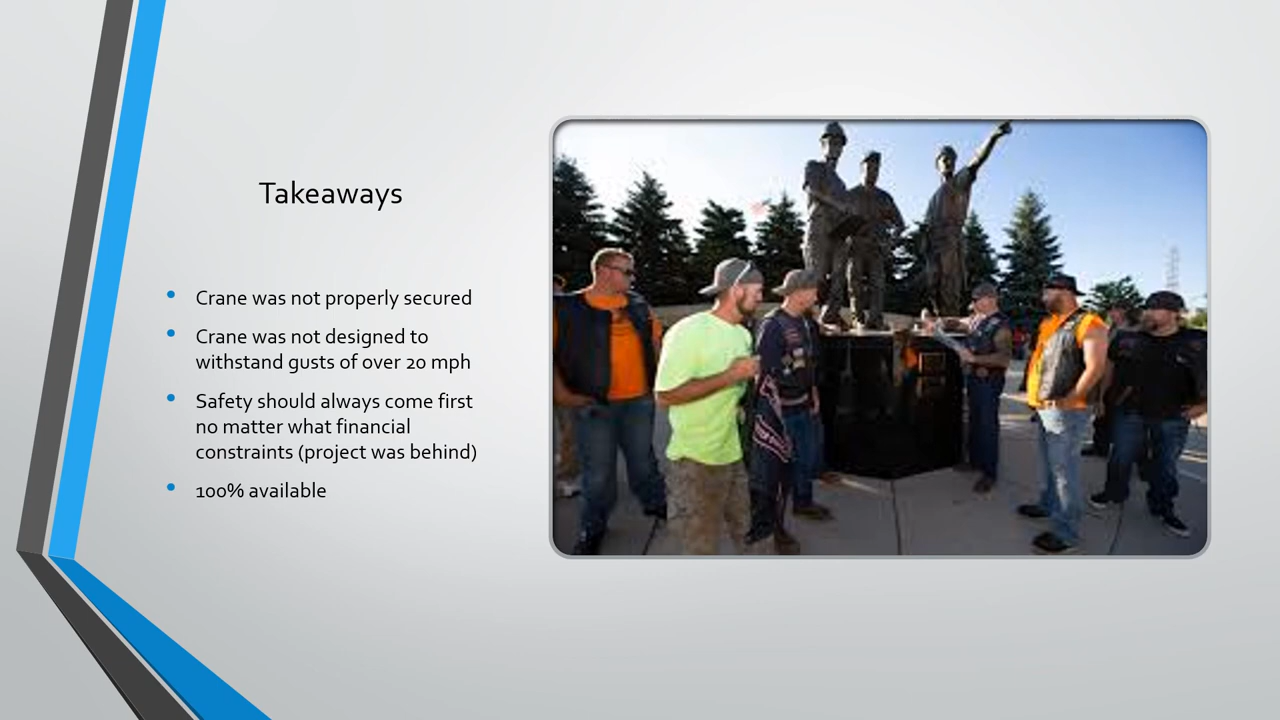 Takeaways
Crane was not properly secured
Crane was not designed to
withstand gusts of over 20 mph
Safety should always come first
no matter what financial
constraints (project was behind)
100% available